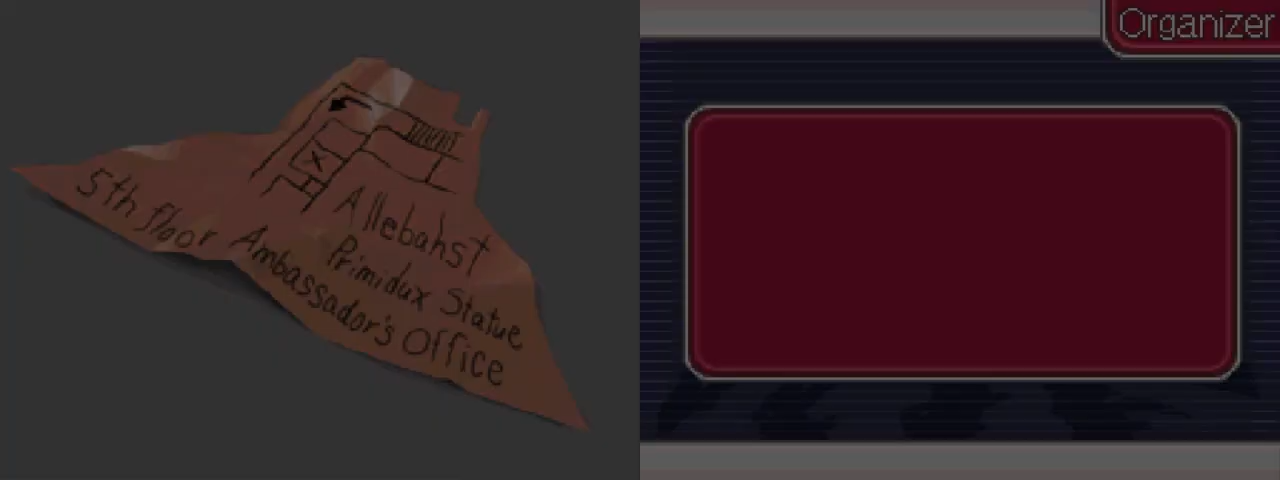 Allebahst
Primidux Statue
5th floor Ambassador's Office
Organizer